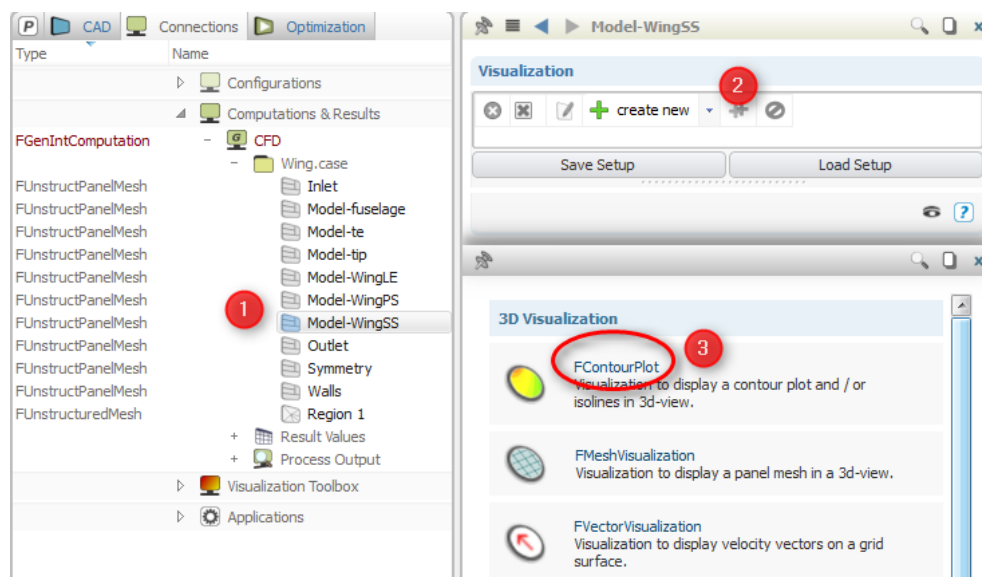 P CAD Connections Optimization
Type Name
Configurations
Computations & Results
FGenIntComputation G CFD
Wing.case
FUnstructPanelMesh Inlet
FUnstructPanelMesh Model-fuselage
FUnstructPanelMesh Model-te
FUnstructPanelMesh Model-tip
FUnstructPanelMesh Model-WingLE
FUnstructPanelMesh Model-WingPS
1
FUnstructPanelMesh Model-WingSS
FUnstructPanelMesh Outlet
FUnstructPanelMesh Symmetry
FUnstructPanelMesh Walls
FUnstructuredMesh Region 1
Result Values
Process Output
Visualization Toolbox
Applications
Model-WingSS
Visualization
2
create new
Save Setup Load Setup
?
3D Visualization
3
FContourPlot
Visualization to display a contour plot and / or
isolines in 3d-view.
FMeshVisualization
Visualization to display a panel mesh in a 3d-view.
FVectorVisualization
Visualization to display velocity vectors on a grid
surface.